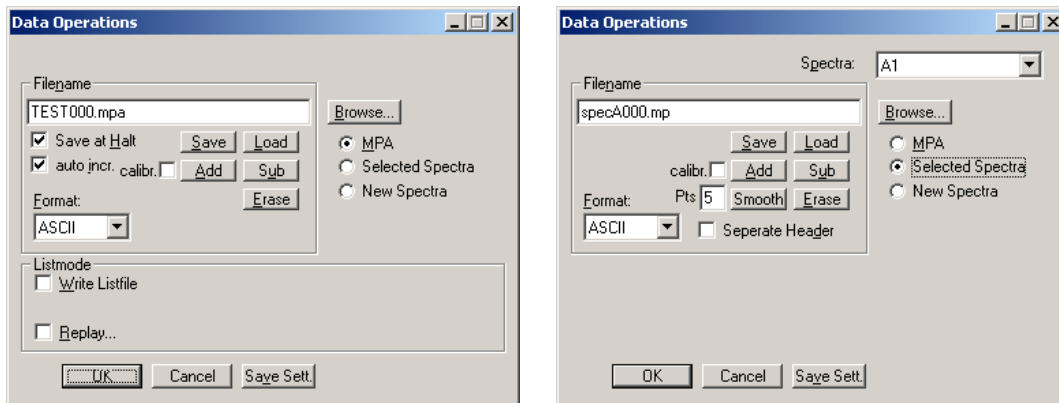 Data Operations
Filename
TEST000.mpa
Browse...
Save at Halt
Save
Load
MPA
auto incr.
calibr.
Add
Sub
Selected Spectra
Format:
Erase
New Spectra
ASCII
Listmode
Write Listfile
Replay...
OK
Cancel
Save Sett.
Data Operations
Spectra:
A1
Filename
specA000.mp
Browse...
Save
Load
MPA
calibr.
Add
Sub
Selected Spectra
Format:
Pts
5
Smooth
Erase
New Spectra
ASCII
Seperate Header
OK
Cancel
Save Sett.